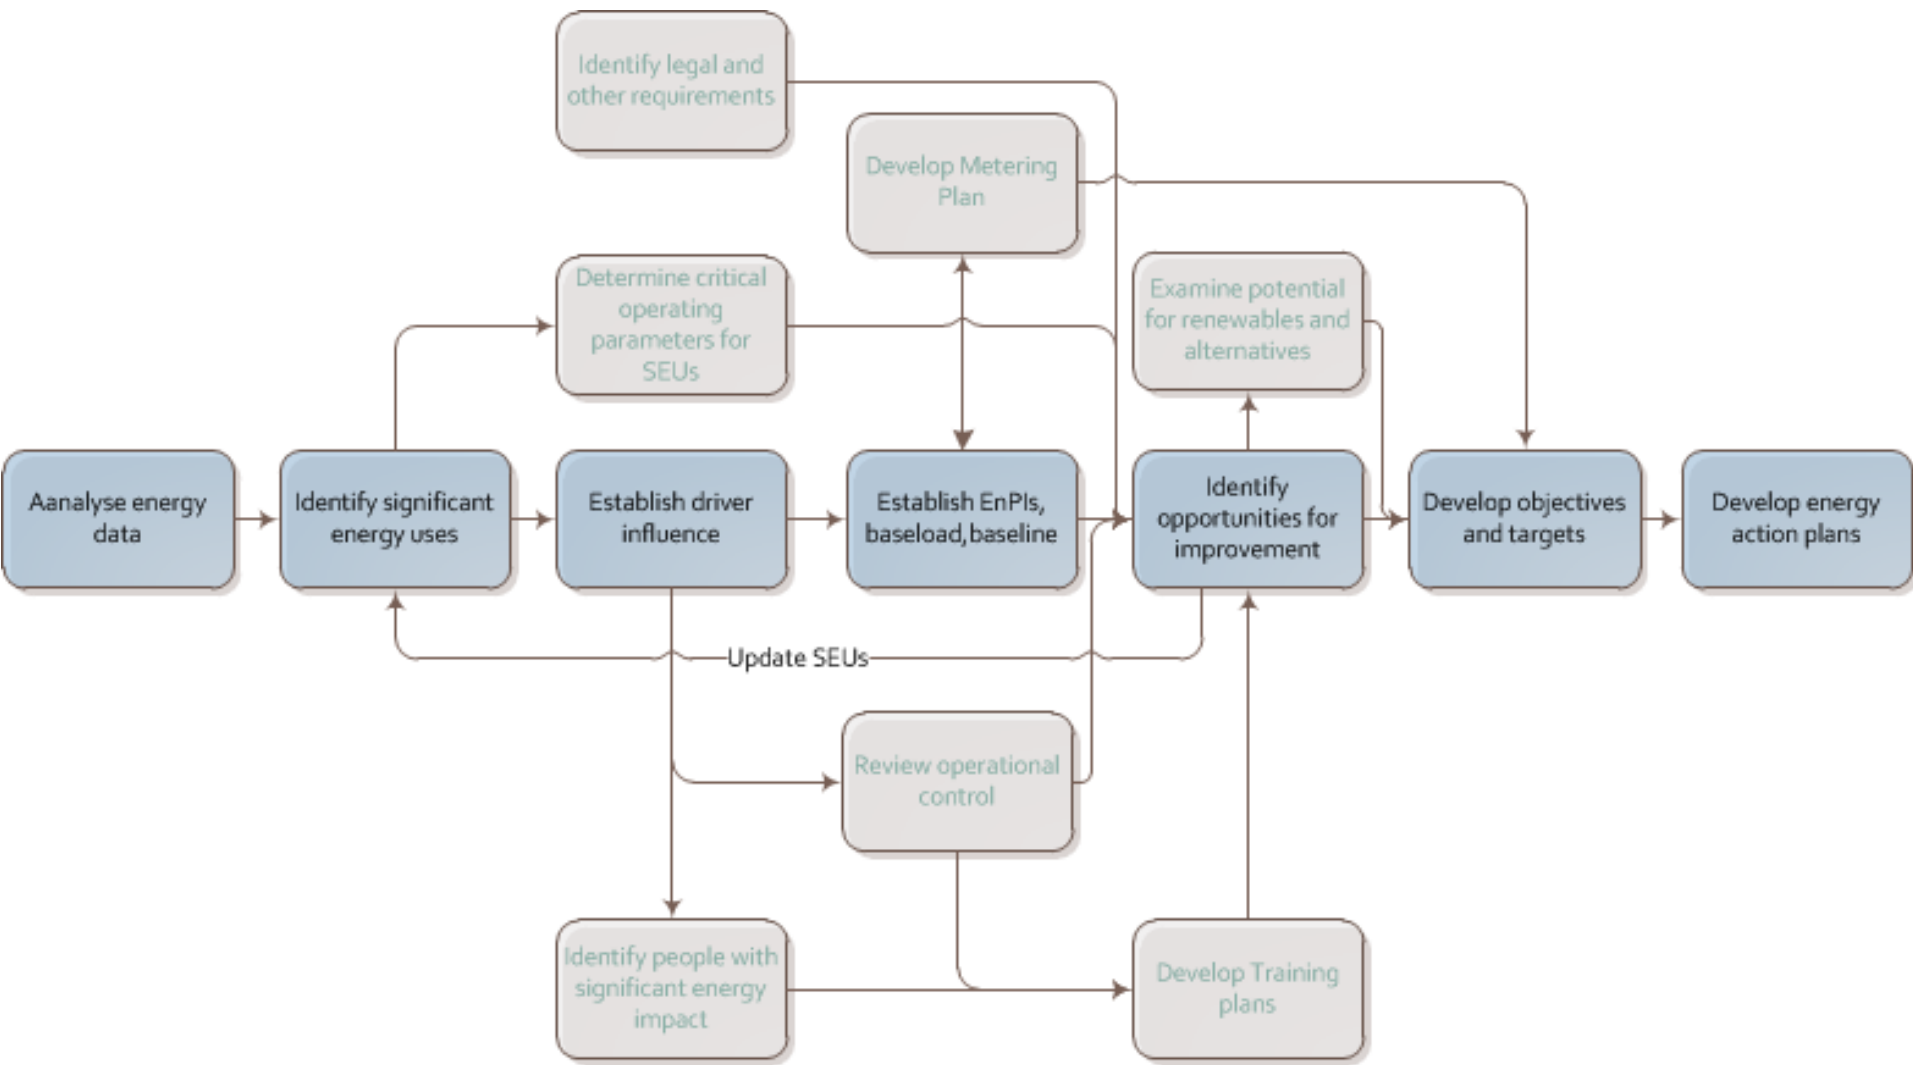 Identify legal and
other requirements
Develop Metering
Plan
Determine critical
operating
parameters for
SEUs
Examine potential
for renewables and
alternatives
Aanalyse energy
data
Identify significant
energy uses
Establish driver
influence
Establish EnPIs,
baseload, baseline
Identify
opportunities for
improvement
Develop objectives
and targets
Develop energy
action plans
Update SEUs
Review operational
control
Identify people with
significant energy
impact
Develop Training
plans